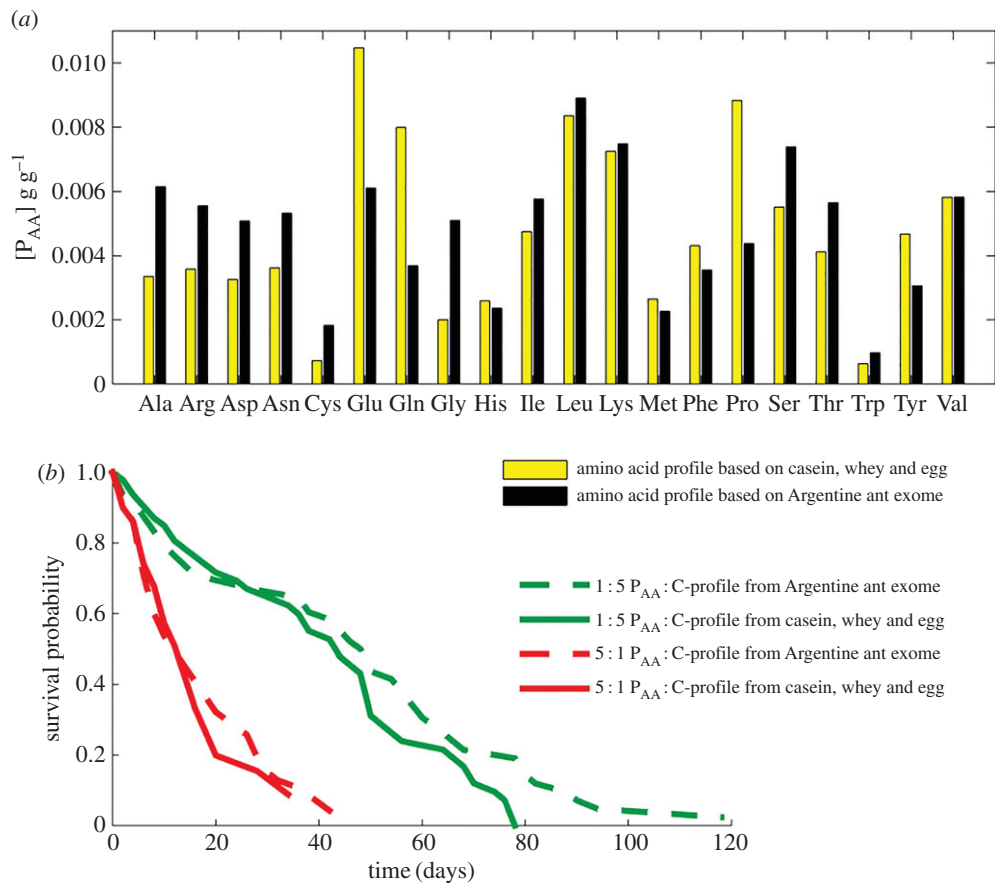 (a)
0.010
0.008
0.006
0.004
0.002
0
[P_AA] g g⁻¹
Ala Arg Asp Asn Cys Glu Gln Gly His Ile Leu Lys Met Phe Pro Ser Thr Trp Tyr Val
amino acid profile based on casein, whey and egg
amino acid profile based on Argentine ant exome
(b)
1.0
0.8
0.6
0.4
0.2
0
survival probability
1 : 5 P_AA : C-profile from Argentine ant exome
1 : 5 P_AA : C-profile from casein, whey and egg
5 : 1 P_AA : C-profile from Argentine ant exome
5 : 1 P_AA : C-profile from casein, whey and egg
0 20 40 60 80 100 120
time (days)